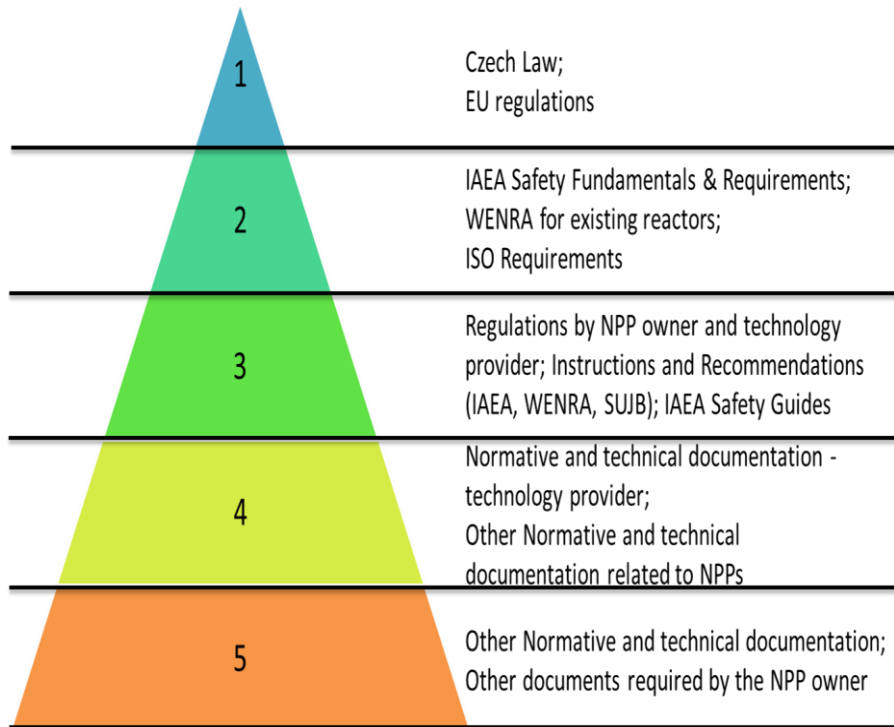 1
Czech Law;
EU regulations
2
IAEA Safety Fundamentals & Requirements;
WENRA for existing reactors;
ISO Requirements
3
Regulations by NPP owner and technology
provider; Instructions and Recommendations
(IAEA, WENRA, SUJB); IAEA Safety Guides
4
Normative and technical documentation -
technology provider;
Other Normative and technical
documentation related to NPPs
5
Other Normative and technical documentation;
Other documents required by the NPP owner